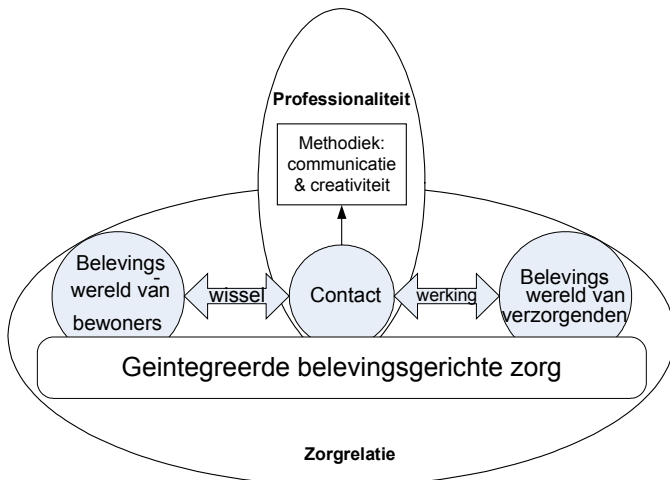 Professionaliteit
Methodiek:
communicatie
& creativiteit
Belevings
-
wereld van
bewoners
wissel
Contact
werking
Belevings
wereld van
verzorgenden
Geintegreerde belevingsgerichte zorg
Zorgrelatie